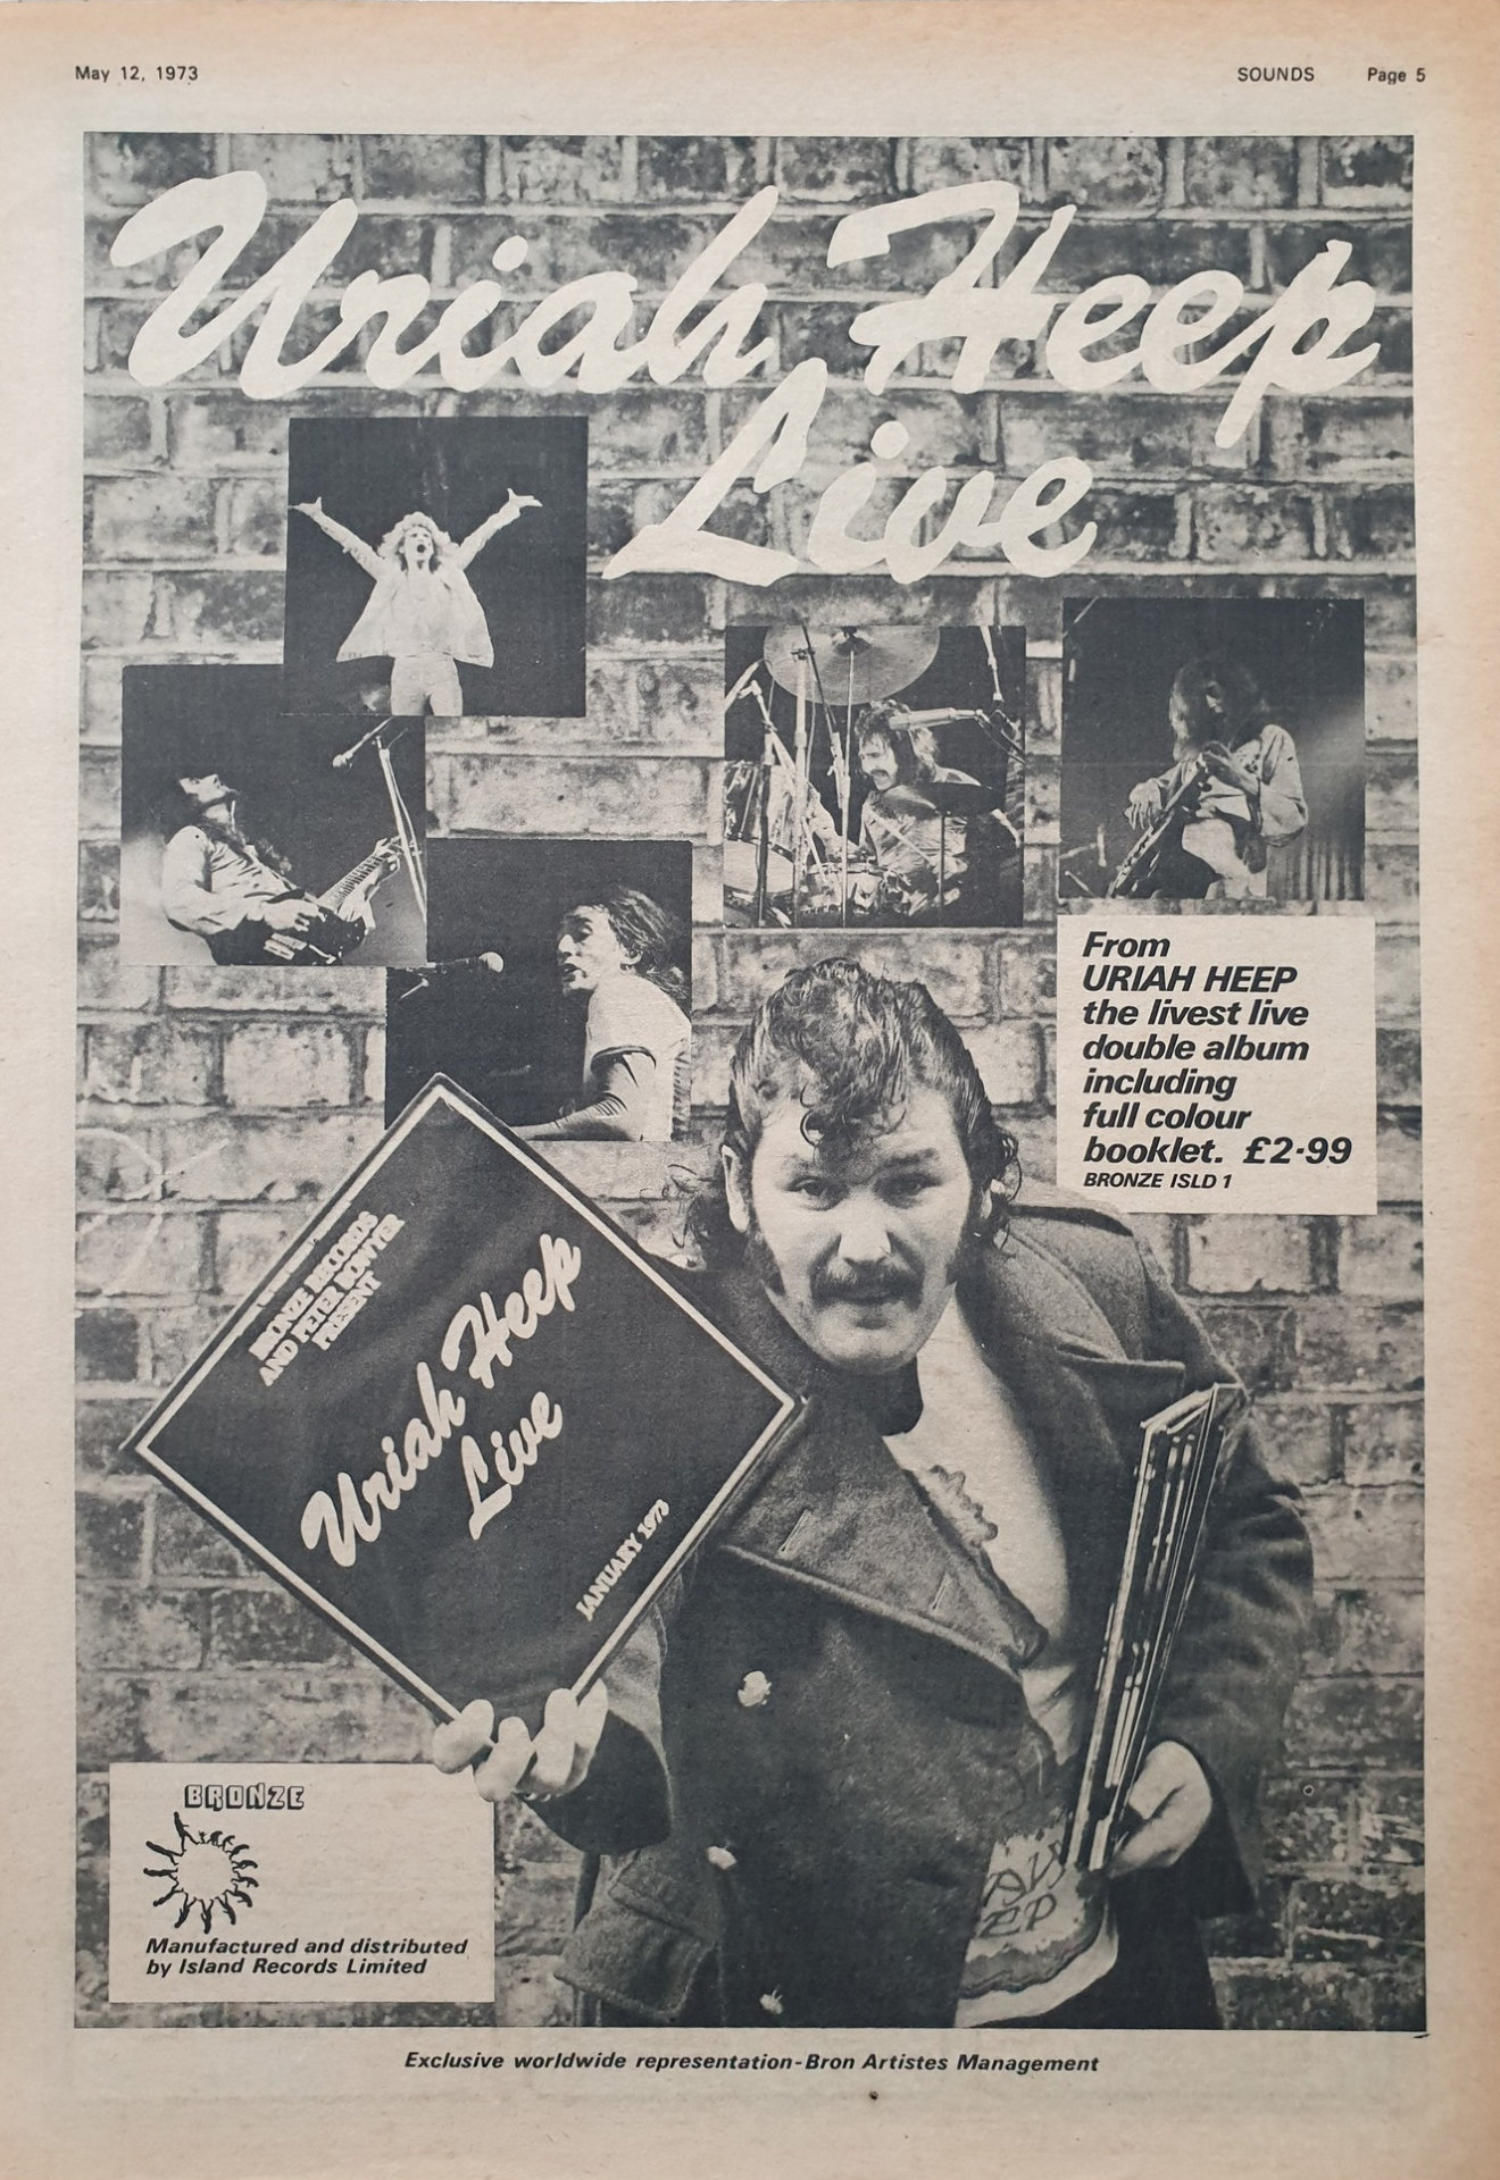 May 12, 1973
SOUNDS Page 5
Uriah Heep
Live
From
URIAH HEEP
the livest live
double album
including
full colour
booklet. £2·99
BRONZE ISLD 1
BRONZE RECORDS
AND PETER BOWYER
PRESENT
Uriah Heep
Live
JANUARY 1973
EP
BRONZE
Manufactured and distributed
by Island Records Limited
Exclusive worldwide representation-Bron Artistes Management